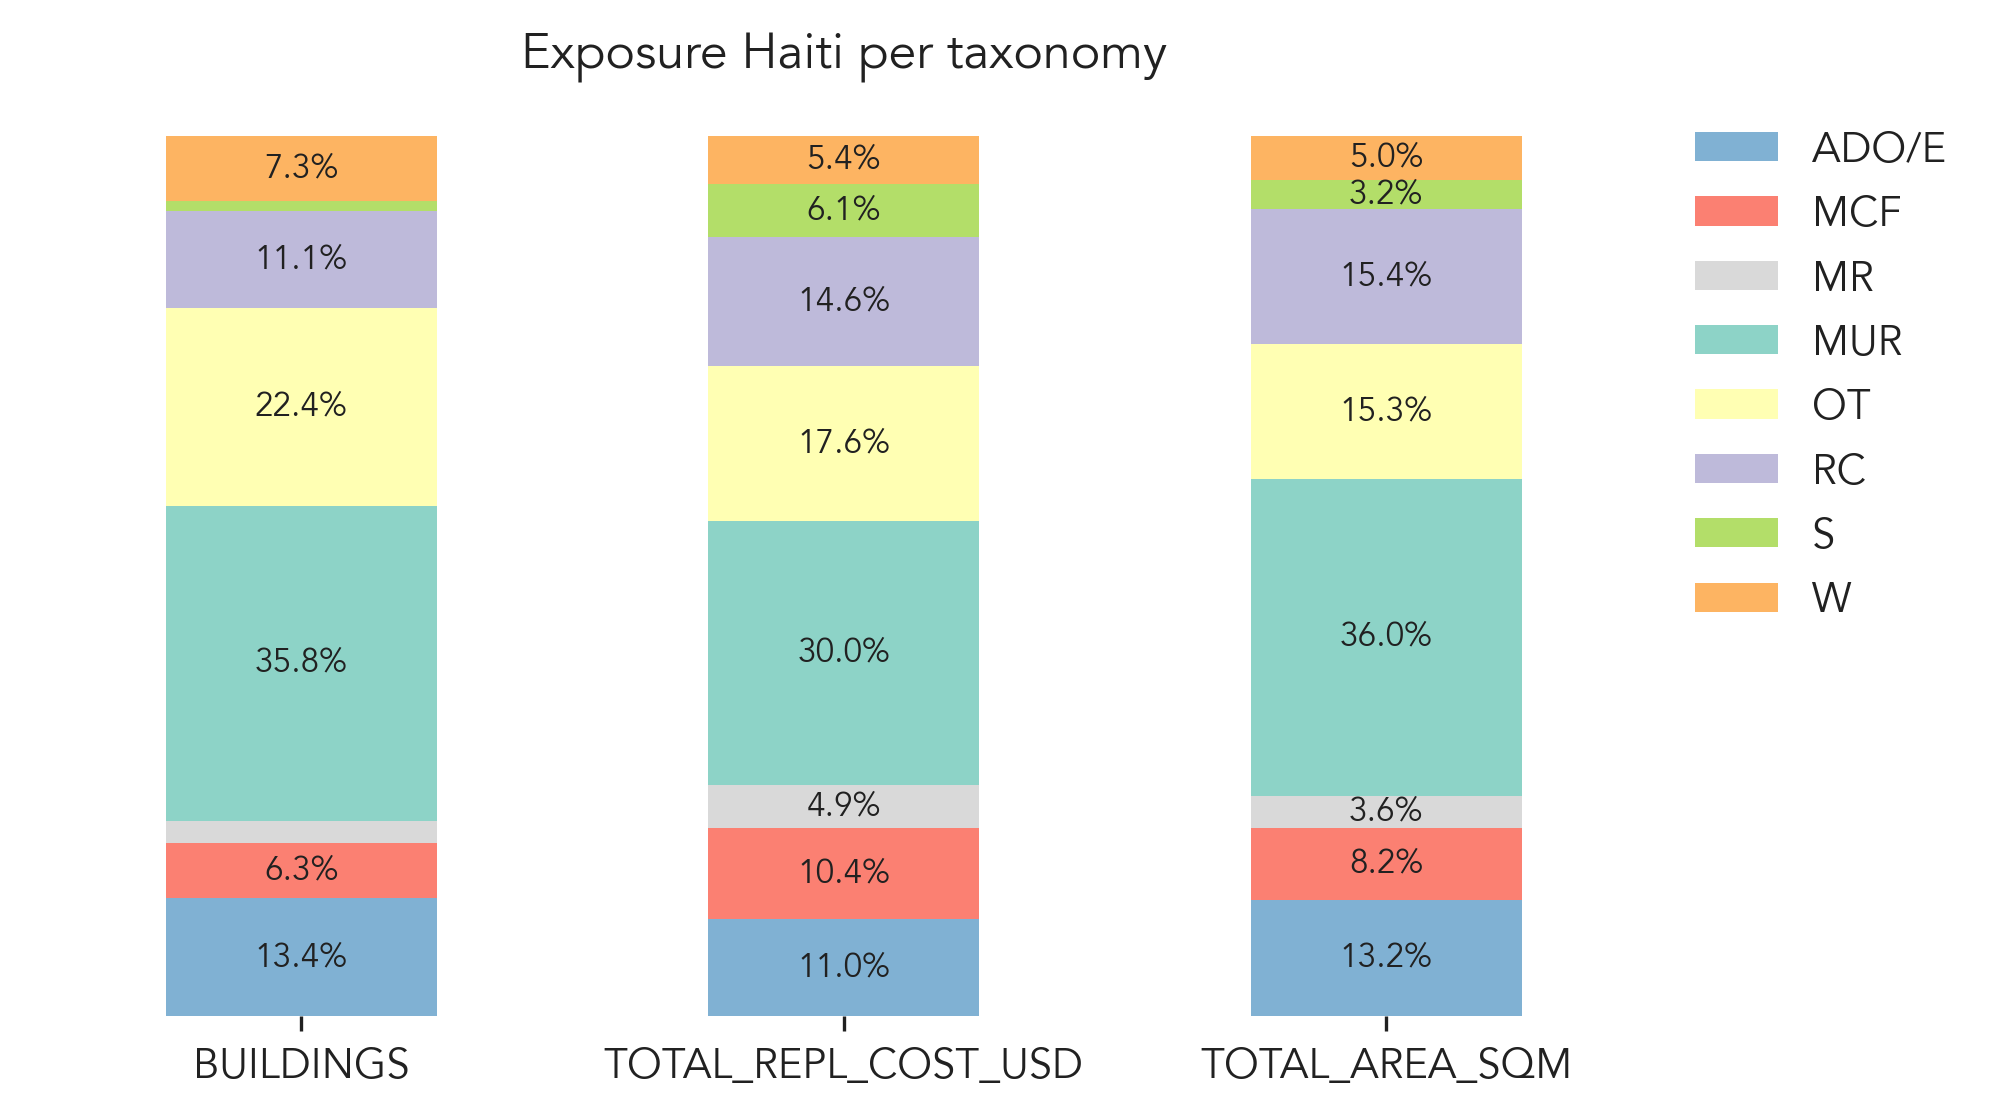 Exposure Haiti per taxonomy
7.3%
11.1%
22.4%
35.8%
6.3%
13.4%
BUILDINGS
5.4%
6.1%
14.6%
17.6%
30.0%
4.9%
10.4%
11.0%
TOTAL_REPL_COST_USD
5.0%
3.2%
15.4%
15.3%
36.0%
3.6%
8.2%
13.2%
TOTAL_AREA_SQM
ADO/E
MCF
MR
MUR
OT
RC
S
W